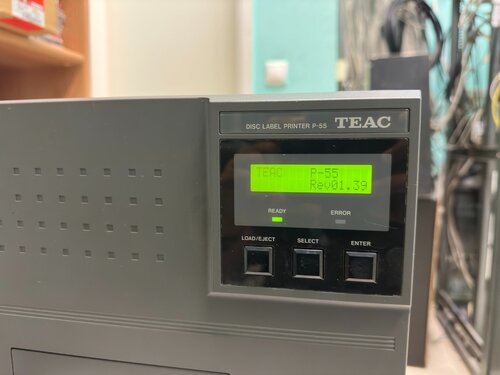 DISC LABEL PRINTER P-55 TEAC
TEAC P-55
Rev01.39
READY ERROR
LOAD/EJECT SELECT ENTER